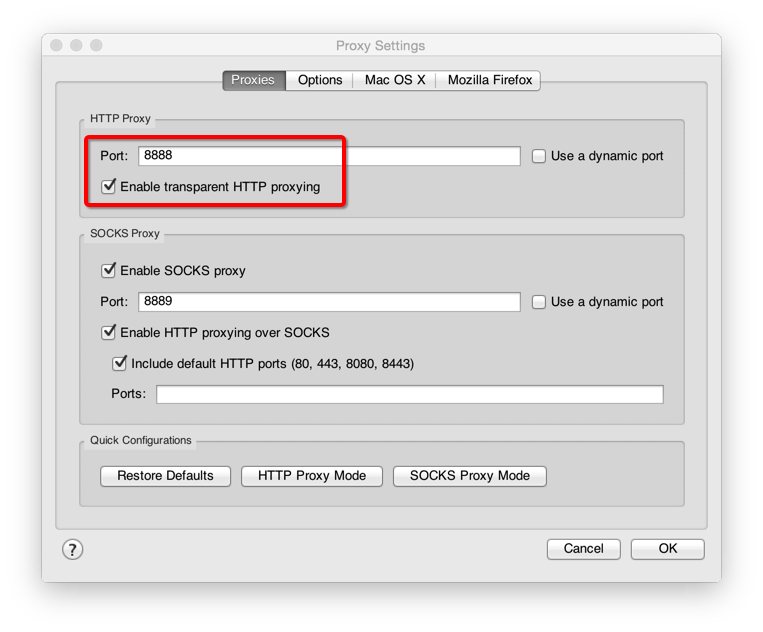 Proxy Settings
Proxies Options Mac OS X Mozilla Firefox
HTTP Proxy
Port: 8888 Use a dynamic port
Enable transparent HTTP proxying
SOCKS Proxy
Enable SOCKS proxy
Port: 8889 Use a dynamic port
Enable HTTP proxying over SOCKS
Include default HTTP ports (80, 443, 8080, 8443)
Ports:
Quick Configurations
Restore Defaults HTTP Proxy Mode SOCKS Proxy Mode
? Cancel OK